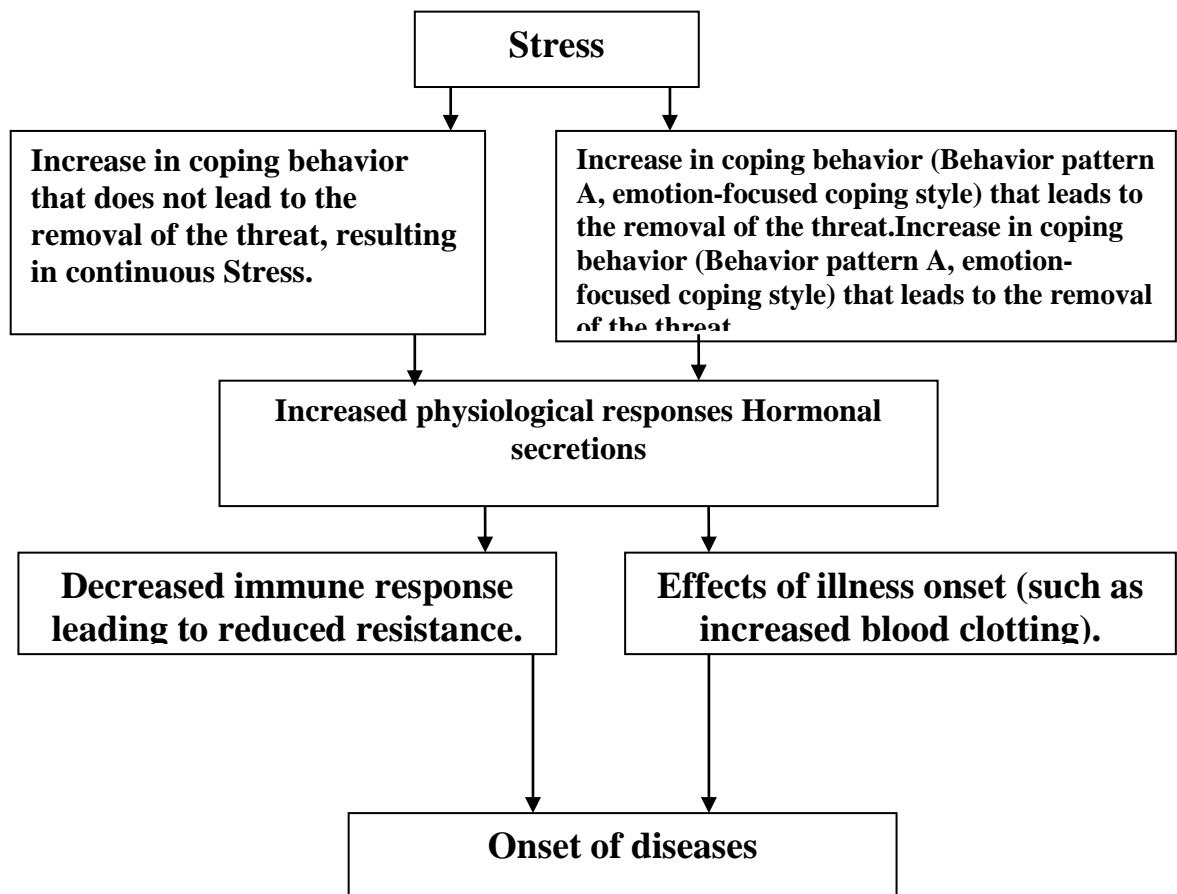 Stress
Increase in coping behavior
that does not lead to the
removal of the threat, resulting
in continuous Stress.
Increase in coping behavior (Behavior pattern
A, emotion-focused coping style) that leads to
the removal of the threat.Increase in coping
behavior (Behavior pattern A, emotion-
focused coping style) that leads to the removal
of the threat
Increased physiological responses Hormonal
secretions
Decreased immune response
leading to reduced resistance.
Effects of illness onset (such as
increased blood clotting).
Onset of diseases